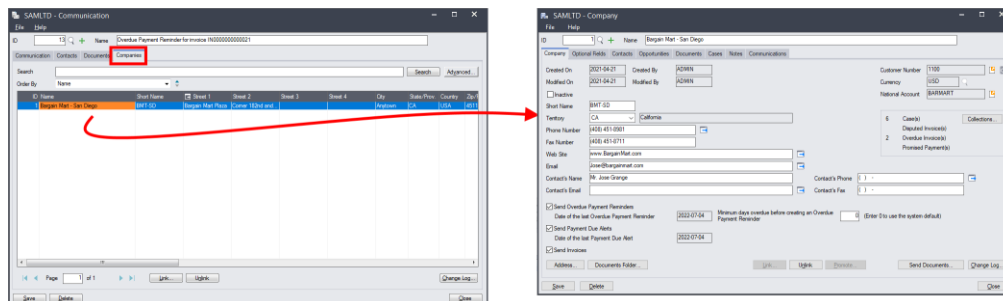 SAMLTD - Communication
File Help
ID 13 Name Overdue Payment Reminder for invoice IN0000000000021
Communication Contacts Documents Companies
Search Search Advanced...
Order By Name
ID Name Short Name Street 1 Street 2 Street 3 Street 4 City State/Prov. Country Zip/
1 Bargain Mart - San Diego BMT-SD Bargain Mart Plaza Corner 182nd and Anytown CA USA
Page 1 of 1 Link... Unlink Change Log...
Save Delete Close
SAMLTD - Company
File Help
ID 1 Name Bargain Mart - San Diego
Company Optional Fields Contacts Opportunities Documents Cases Notes Communications
Created On 2021-04-21 Created By ADMIN Customer Number 1100
Modified On 2021-04-21 Modified By ADMIN Currency USD
Inactive National Account BARMART
Short Name BMT-SD
Territory CA California 6 Case(s) Collections...
Phone Number (408) 451-8981 Disputed Invoice(s)
Fax Number (408) 451-8711 2 Overdue Invoice(s)
Web Site www.BargainMart.com Promised Payment(s)
Email Jose@bargainmart.com
Contact's Name Mr. Jose Grange Contact's Phone ( ) -
Contact's Email Contact's Fax ( ) -
Send Overdue Payment Reminders
Date of the last Overdue Payment Reminder 2022-07-04 Minimum days overdue before creating an Overdue Payment Reminder 0 (Enter 0 to use the system default)
Send Payment Due Alerts
Date of the last Payment Due Alert 2022-07-04
Send Invoices
Address... Documents Folder... Link... Unlink Promote Send Documents... Change Log...
Save Delete Close